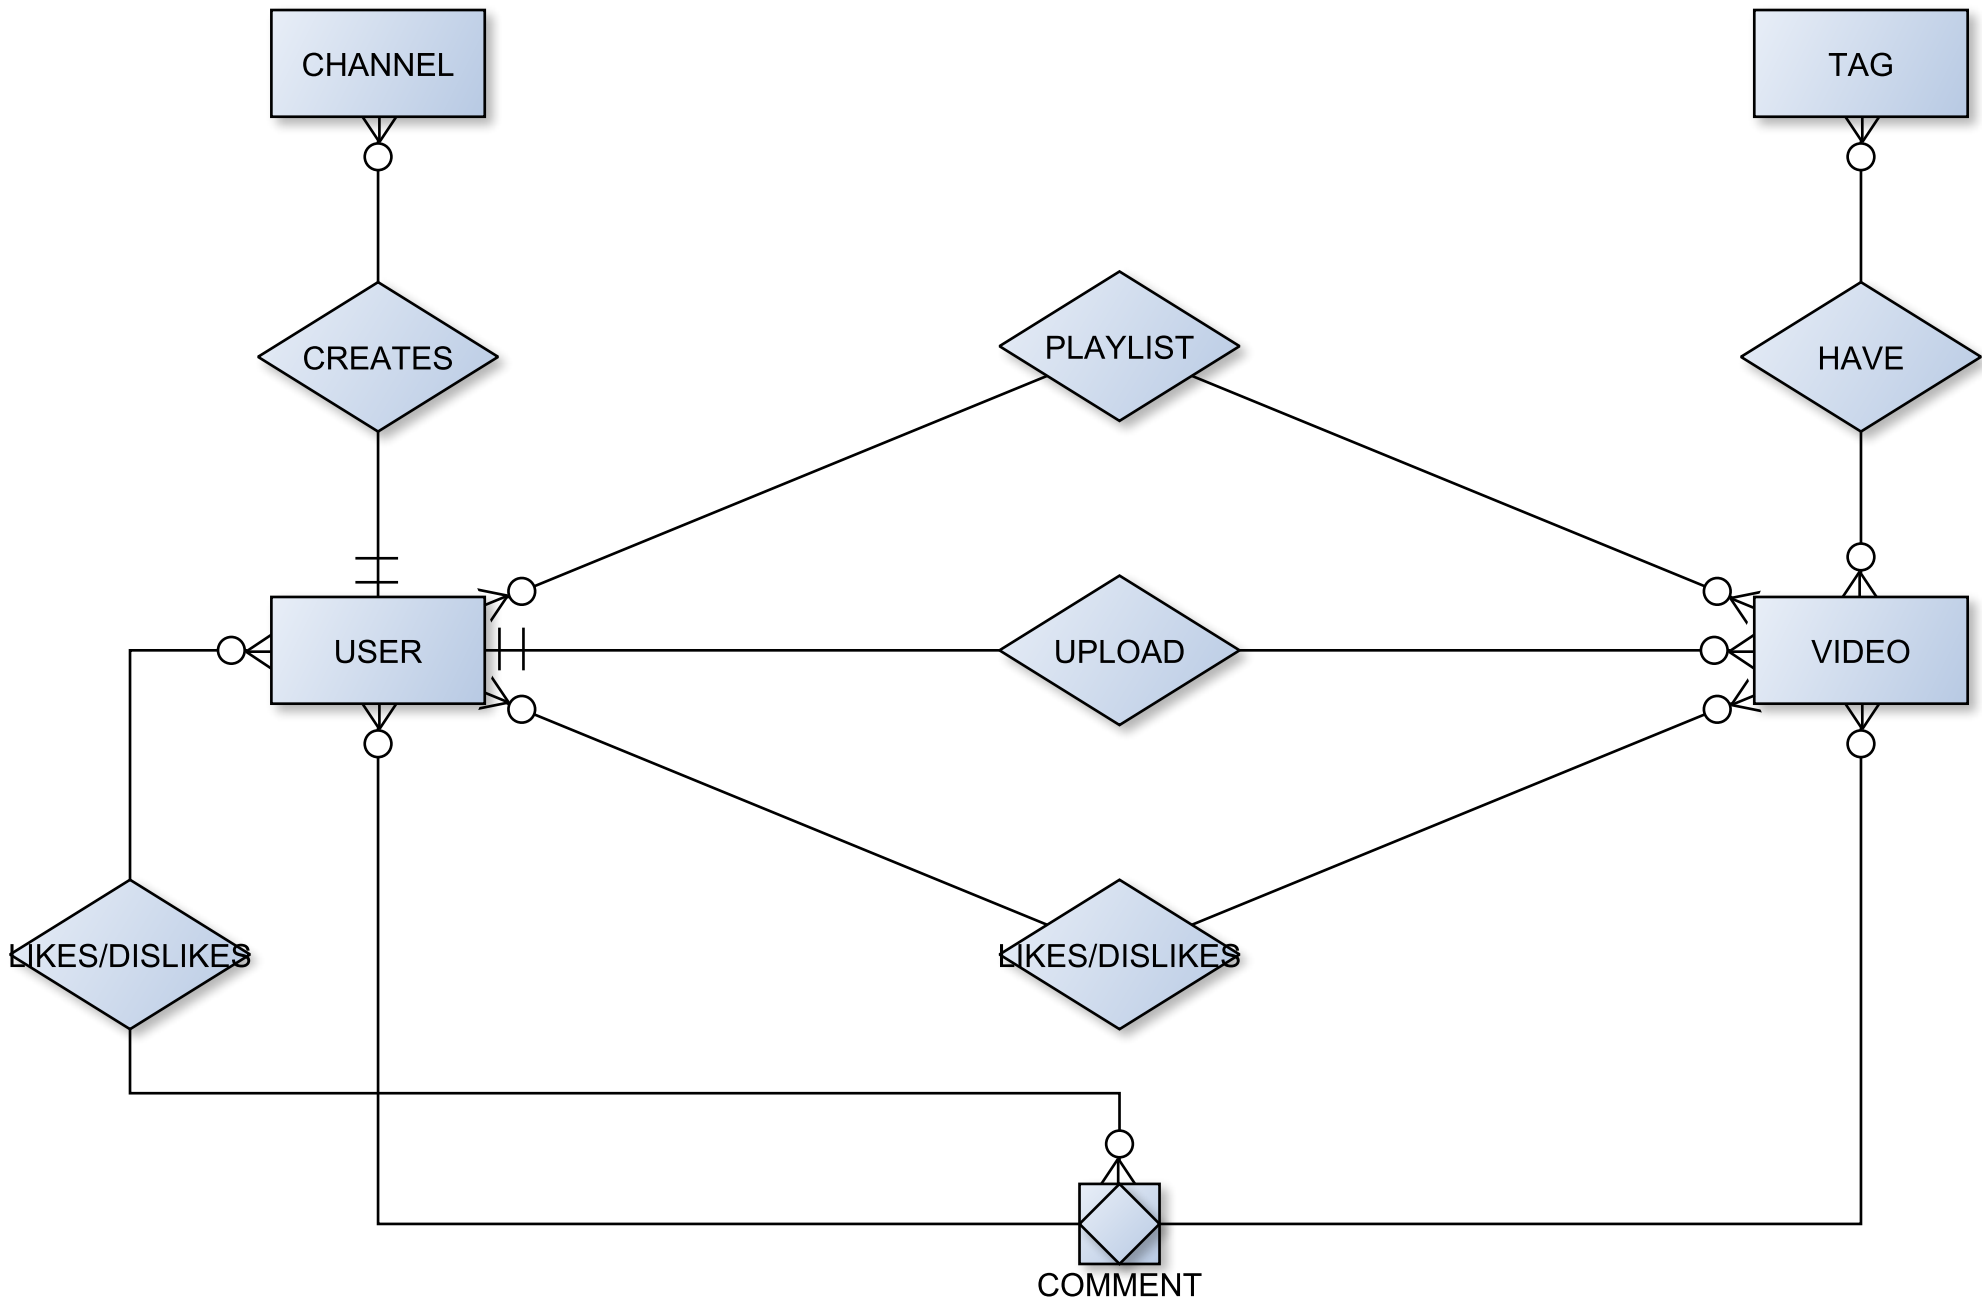 CHANNEL
TAG
CREATES
PLAYLIST
HAVE
USER
UPLOAD
VIDEO
LIKES/DISLIKES
LIKES/DISLIKES
COMMENT